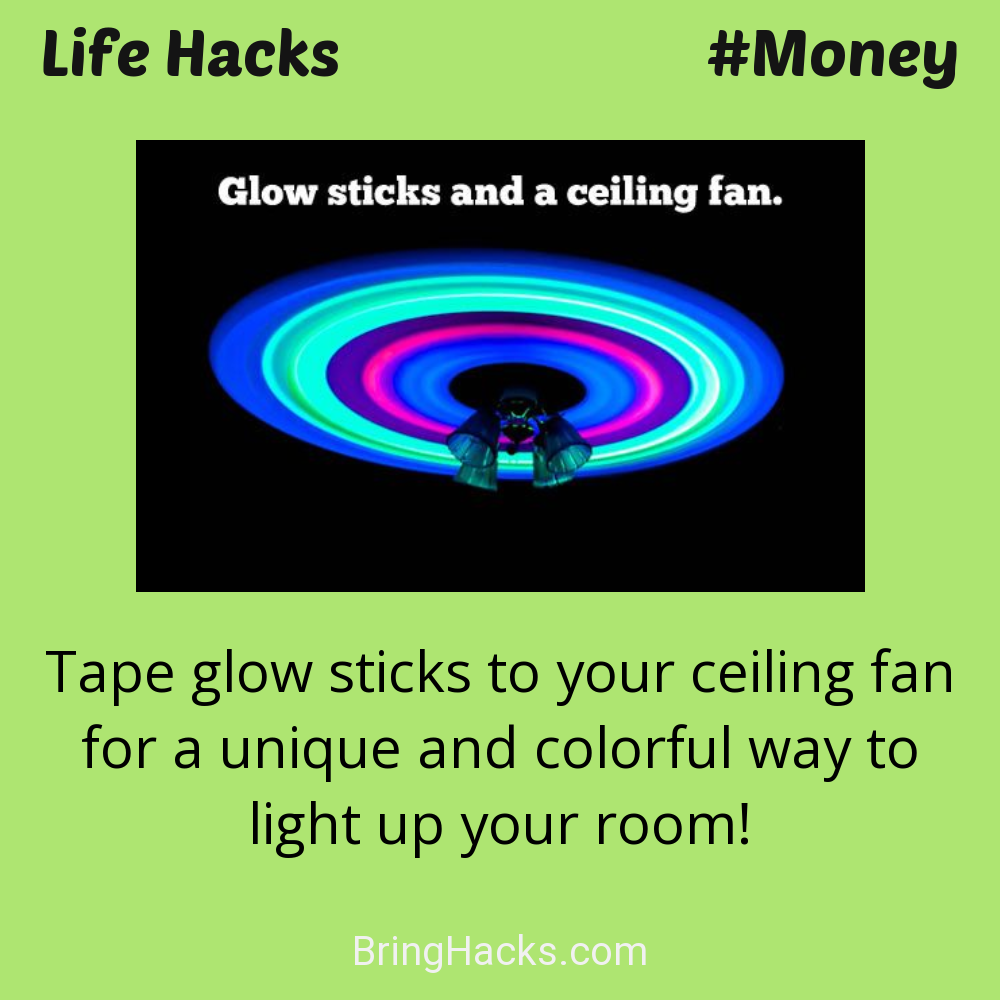 Life Hacks #Money
Glow sticks and a ceiling fan.
Tape glow sticks to your ceiling fan
for a unique and colorful way to
light up your room!
BringHacks.com